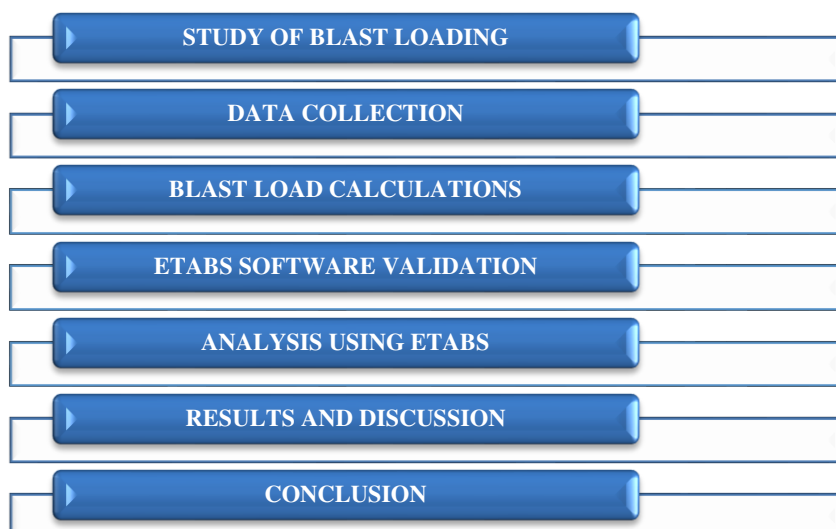 STUDY OF BLAST LOADING
DATA COLLECTION
BLAST LOAD CALCULATIONS
ETABS SOFTWARE VALIDATION
ANALYSIS USING ETABS
RESULTS AND DISCUSSION
CONCLUSION